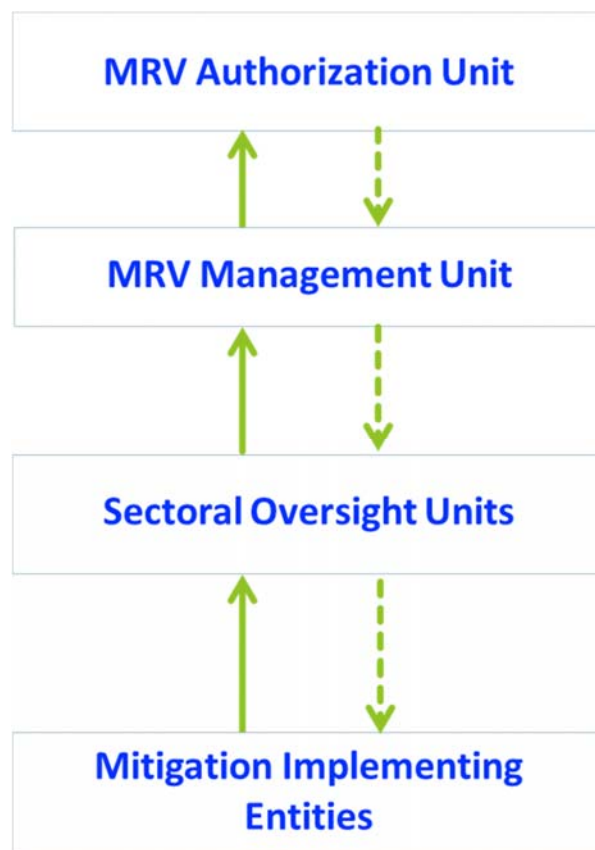 MRV Authorization Unit
MRV Management Unit
Sectoral Oversight Units
Mitigation Implementing
Entities